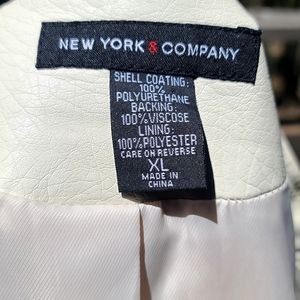 NEW YORK & COMPANY
SHELL COATING:
100%
POLYURETHANE
BACKING:
100%VISCOSE
LINING:
100%POLYESTER
CARE ON REVERSE
XL
MADE IN
CHINA